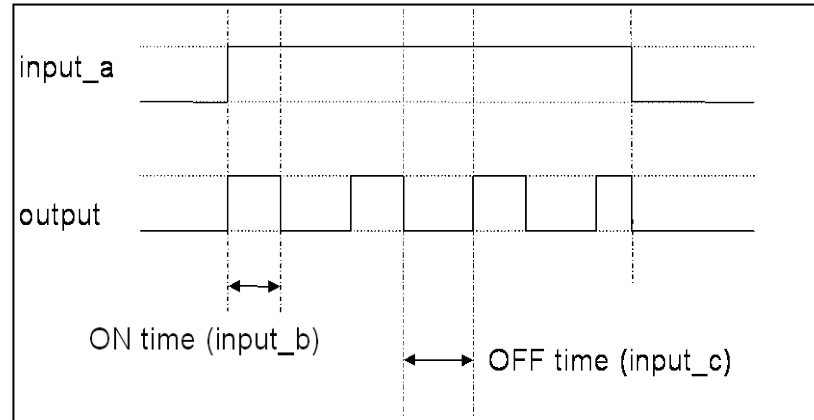 input_a
output
ON time (input_b)
OFF time (input_c)